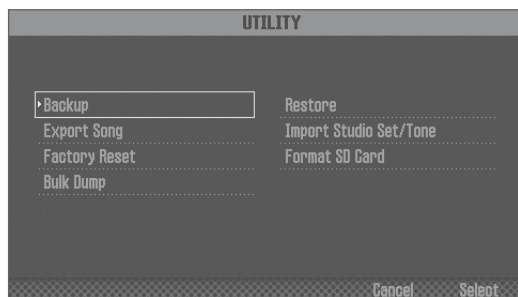 UTILITY
Backup
Export Song
Factory Reset
Bulk Dump
Restore
Import Studio Set/Tone
Format SD Card
Cancel Select